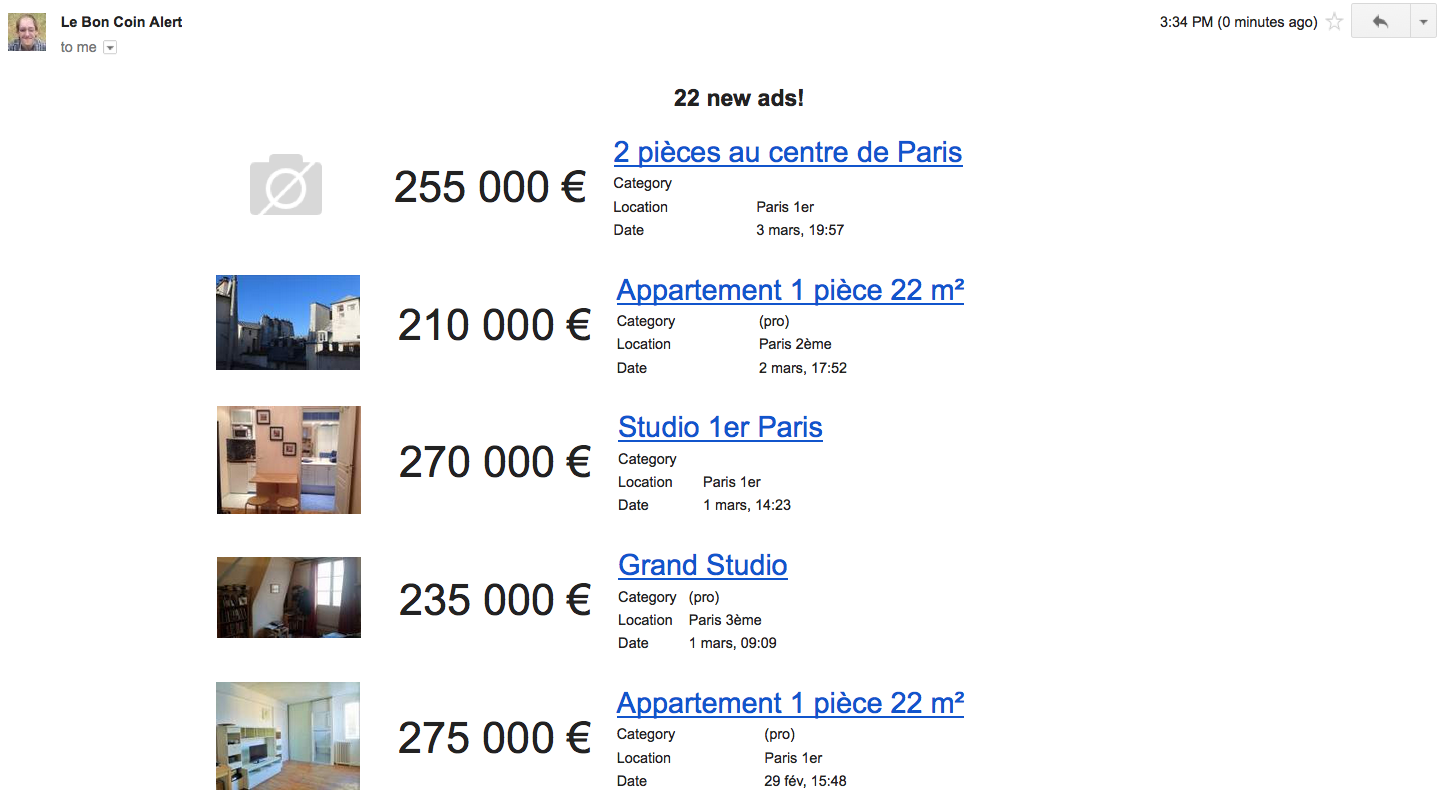 Le Bon Coin Alert
3:34 PM (0 minutes ago)
to me
22 new ads!
255 000 €
2 pièces au centre de Paris
Category
Location Paris 1er
Date 3 mars, 19:57
210 000 €
Appartement 1 pièce 22 m²
Category (pro)
Location Paris 2ème
Date 2 mars, 17:52
270 000 €
Studio 1er Paris
Category
Location Paris 1er
Date 1 mars, 14:23
235 000 €
Grand Studio
Category (pro)
Location Paris 3ème
Date 1 mars, 09:09
275 000 €
Appartement 1 pièce 22 m²
Category (pro)
Location Paris 1er
Date 29 fév, 15:48